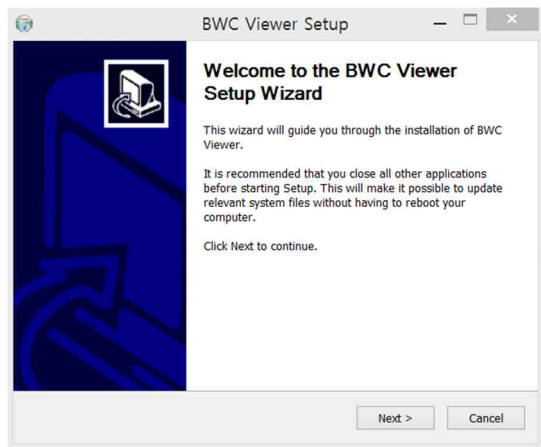 BWC Viewer Setup
Welcome to the BWC Viewer
Setup Wizard
This wizard will guide you through the installation of BWC
Viewer.
It is recommended that you close all other applications
before starting Setup. This will make it possible to update
relevant system files without having to reboot your
computer.
Click Next to continue.
Next >
Cancel